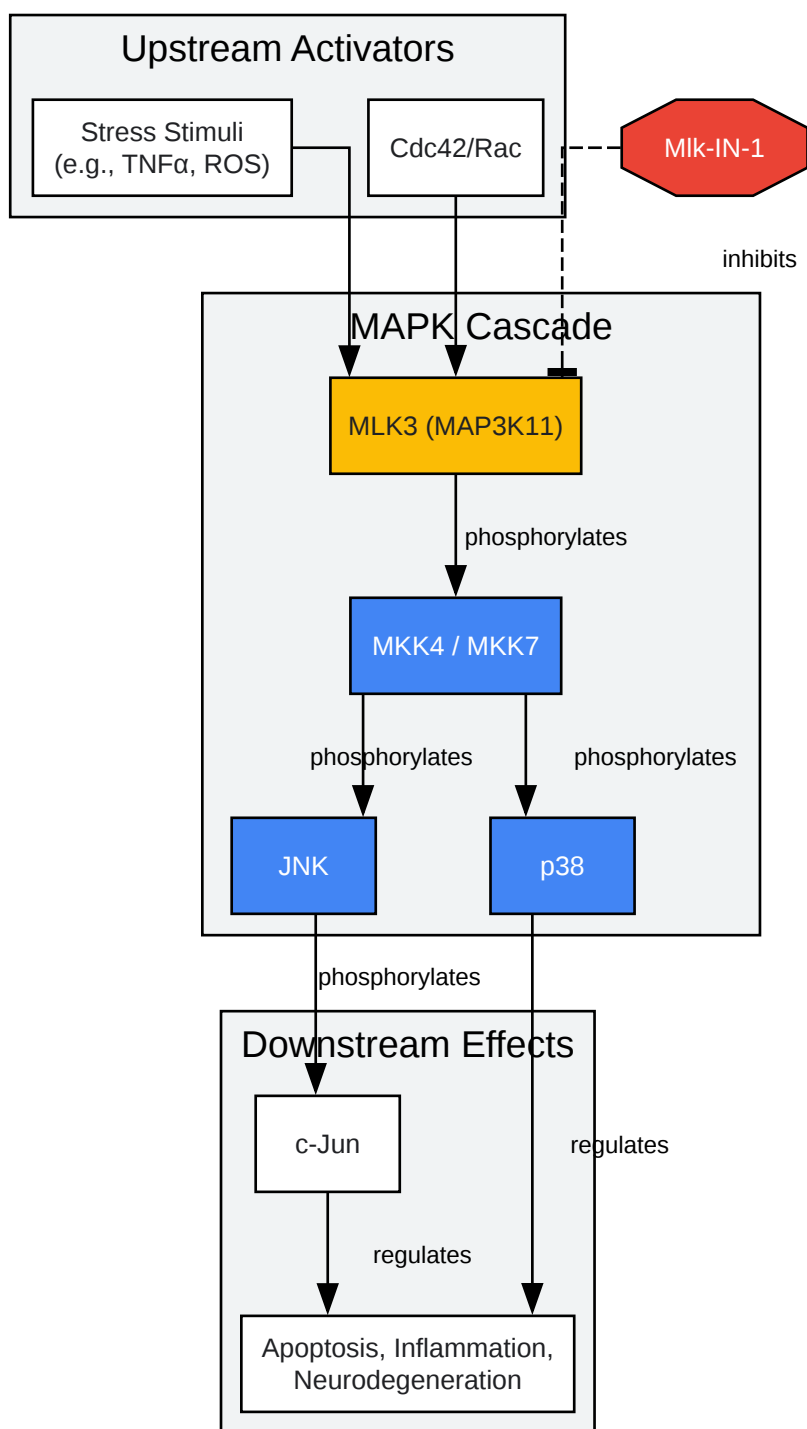 Upstream Activators
Stress Stimuli
(e.g., TNFα, ROS)
Cdc42/Rac
Mlk-IN-1
inhibits
MAPK Cascade
MLK3 (MAP3K11)
phosphorylates
MKK4 / MKK7
phosphorylates
phosphorylates
JNK
p38
phosphorylates
Downstream Effects
c-Jun
regulates
regulates
Apoptosis, Inflammation,
Neurodegeneration